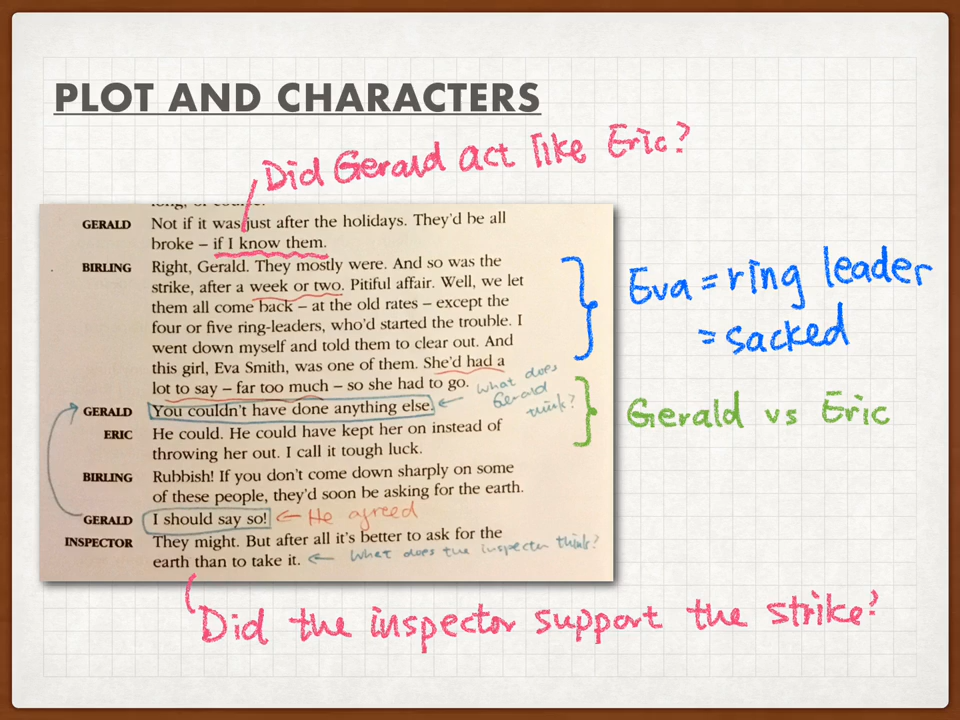 PLOT AND CHARACTERS
Did Gerald act like Eric?
GERALD Not if it was just after the holidays. They'd be all
broke – if I know them.
BIRLING Right, Gerald. They mostly were. And so was the
strike, after a week or two. Pitiful affair. Well, we let
them all come back – at the old rates – except the
four or five ring-leaders, who'd started the trouble. I
went down myself and told them to clear out. And
this girl, Eva Smith, was one of them. She'd had a
lot to say – far too much – so she had to go.
What does
Gerald
think?
Eva = ring leader
= sacked
GERALD You couldn't have done anything else.
ERIC He could. He could have kept her on instead of
throwing her out. I call it tough luck.
Gerald vs Eric
BIRLING Rubbish! If you don't come down sharply on some
of these people, they'd soon be asking for the earth.
GERALD I should say so! ← He agreed
INSPECTOR They might. But after all it's better to ask for the
earth than to take it. ← What does the inspecter think?
Did the inspector support the strike?